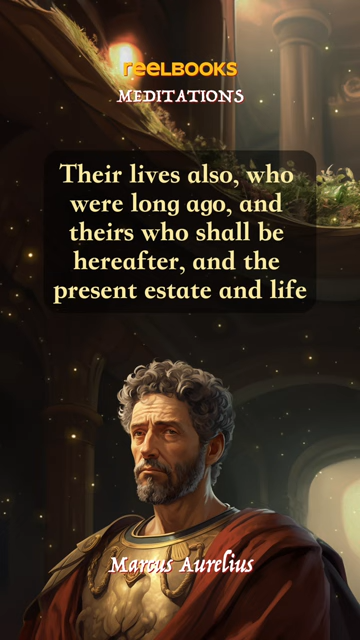 reelBOOKS
MEDITATIONS
Their lives also, who
were long ago, and
theirs who shall be
hereafter, and the
present estate and life
Marcus Aurelius